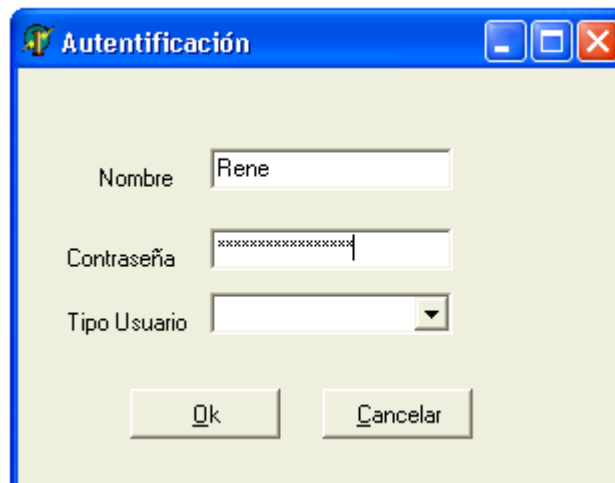 Autentificación
Nombre Rene
Contraseña *****************
Tipo Usuario
Ok Cancelar